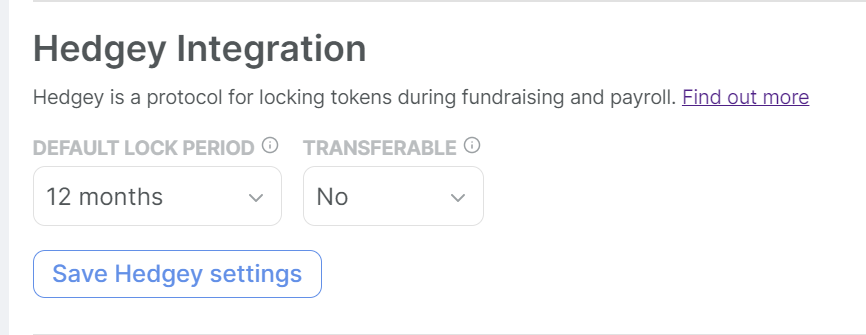 Hedgey Integration
Hedgey is a protocol for locking tokens during fundraising and payroll. Find out more
DEFAULT LOCK PERIOD TRANSFERABLE
12 months No
Save Hedgey settings